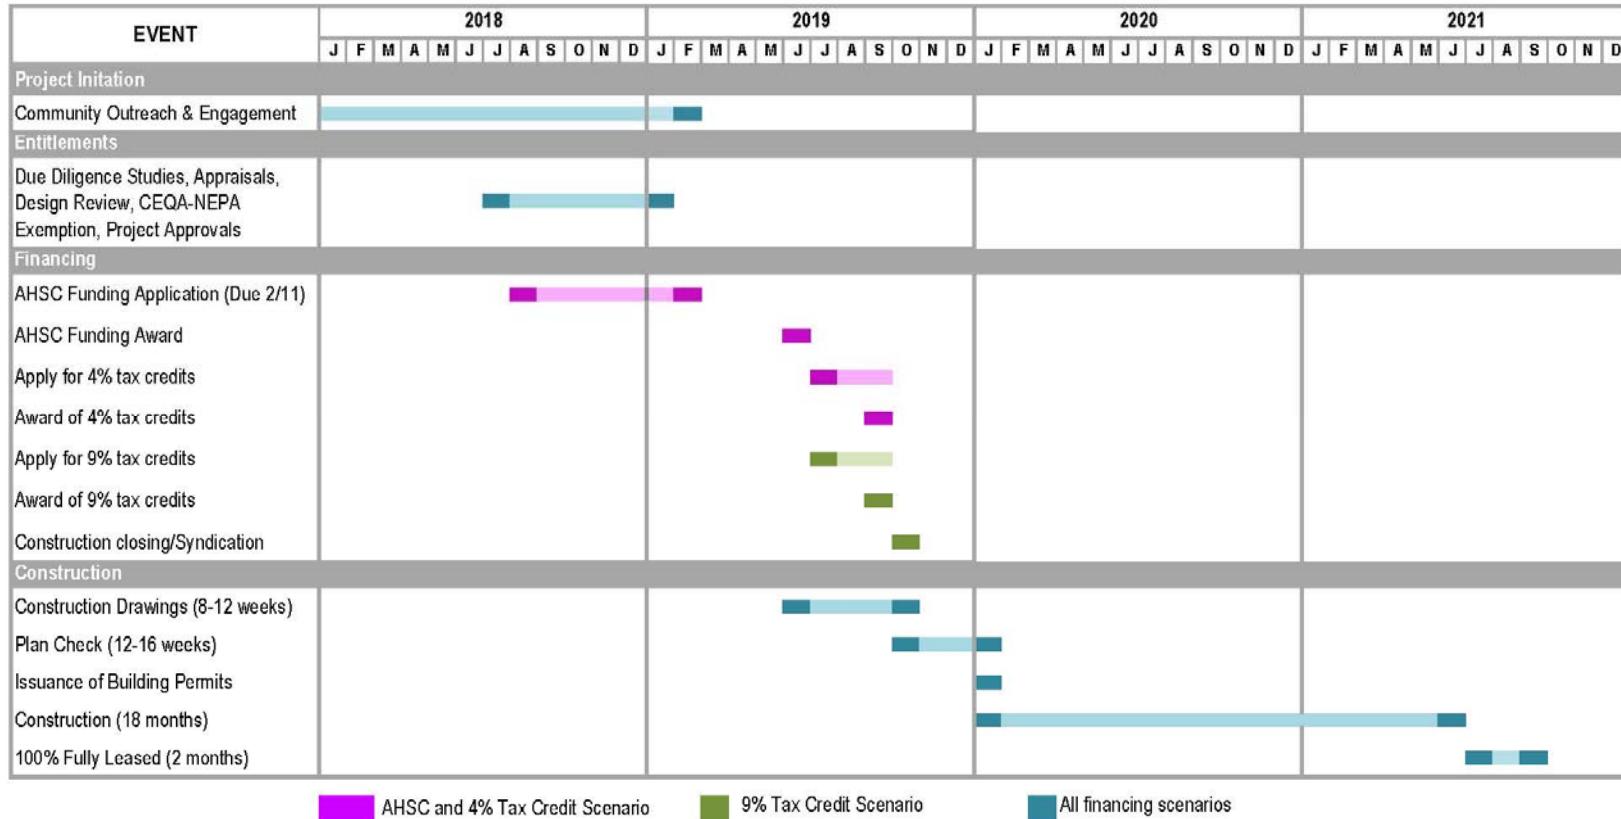 EVENT 2018 2019 2020 2021
J F M A M J J A S O N D J F M A M J J A S O N D J F M A M J J A S O N D J F M A M J J A S O N D
Project Initation
Community Outreach & Engagement
Entitlements
Due Diligence Studies, Appraisals,
Design Review, CEQA-NEPA
Exemption, Project Approvals
Financing
AHSC Funding Application (Due 2/11)
AHSC Funding Award
Apply for 4% tax credits
Award of 4% tax credits
Apply for 9% tax credits
Award of 9% tax credits
Construction closing/Syndication
Construction
Construction Drawings (8-12 weeks)
Plan Check (12-16 weeks)
Issuance of Building Permits
Construction (18 months)
100% Fully Leased (2 months)
AHSC and 4% Tax Credit Scenario 9% Tax Credit Scenario All financing scenarios